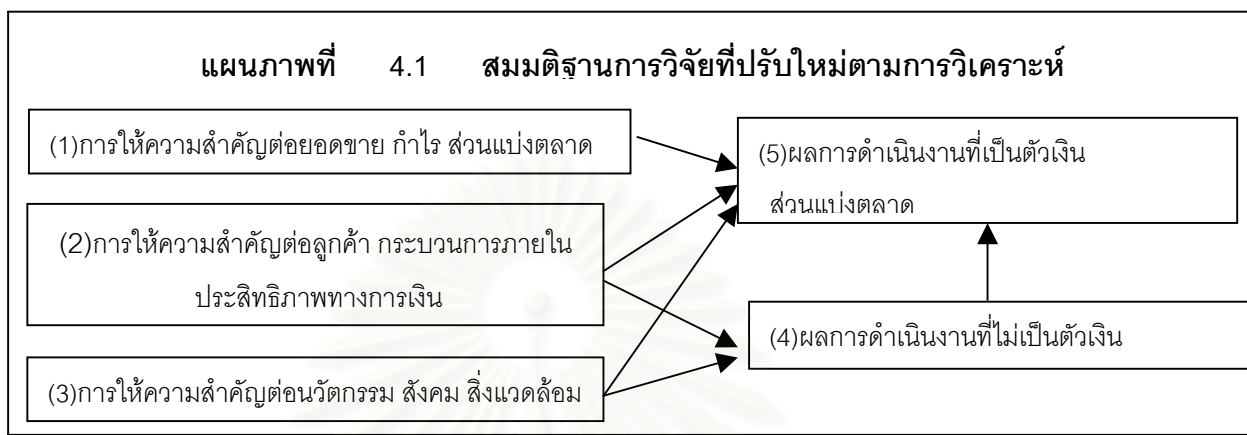 แผนภาพที่ 4.1 สมมติฐานการวิจัยที่ปรับใหม่ตามการวิเคราะห์
(1)การให้ความสำคัญต่อยอดขาย กำไร ส่วนแบ่งตลาด
(2)การให้ความสำคัญต่อลูกค้า กระบวนการภายใน
ประสิทธิภาพทางการเงิน
(3)การให้ความสำคัญต่อนวัตกรรม สังคม สิ่งแวดล้อม
(5)ผลการดำเนินงานที่เป็นตัวเงิน
ส่วนแบ่งตลาด
(4)ผลการดำเนินงานที่ไม่เป็นตัวเงิน